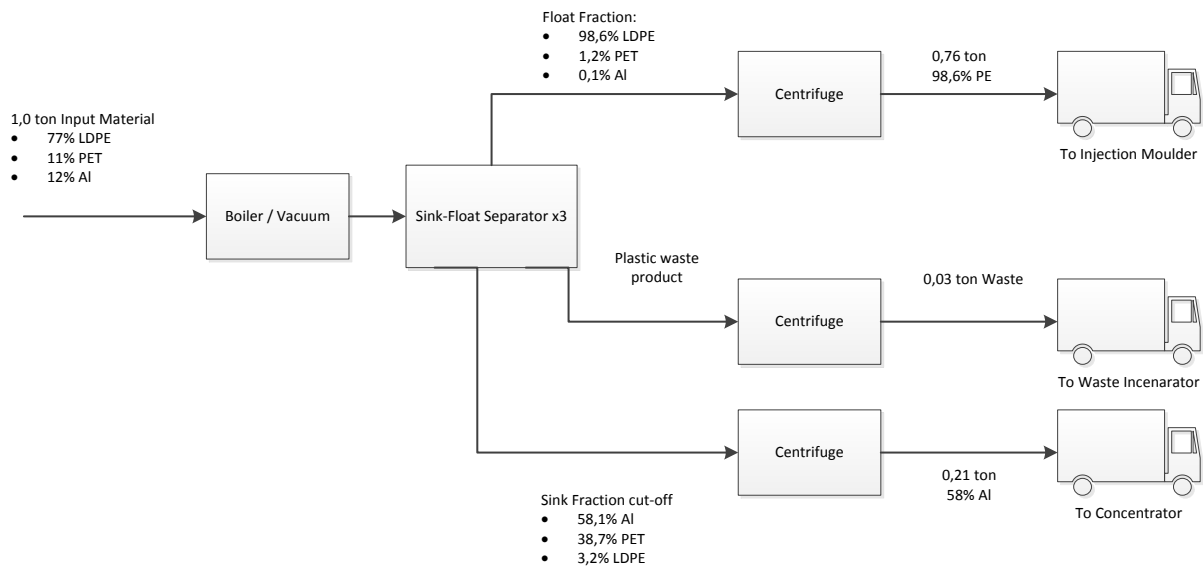 Float Fraction:
• 98,6% LDPE
• 1,2% PET
• 0,1% Al
1,0 ton Input Material
• 77% LDPE
• 11% PET
• 12% Al
Boiler / Vacuum
Sink-Float Separator x3
Centrifuge
0,76 ton
98,6% PE
To Injection Moulder
Plastic waste
product
Centrifuge
0,03 ton Waste
To Waste Incenarator
Sink Fraction cut-off
• 58,1% Al
• 38,7% PET
• 3,2% LDPE
Centrifuge
0,21 ton
58% Al
To Concentrator